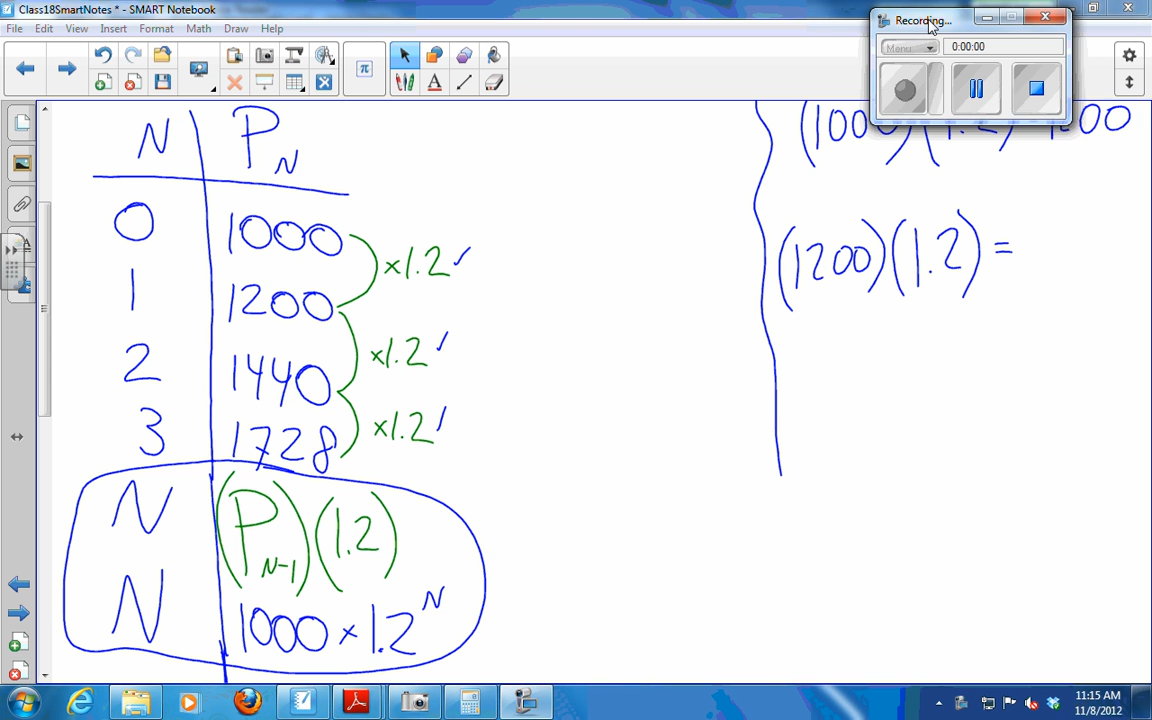 Class18SmartNotes * - SMART Notebook
File Edit View Insert Format Math Draw Help
Recording...
Menu
0:00:00
π
N P_N
0 1000
×1.2 ✓
1 1200
×1.2 ✓
2 1440
×1.2 ✓
3 1728
N (P_{N-1})(1.2)
N 1000 × 1.2^N
(1200)(1.2) =
11:15 AM
11/8/2012